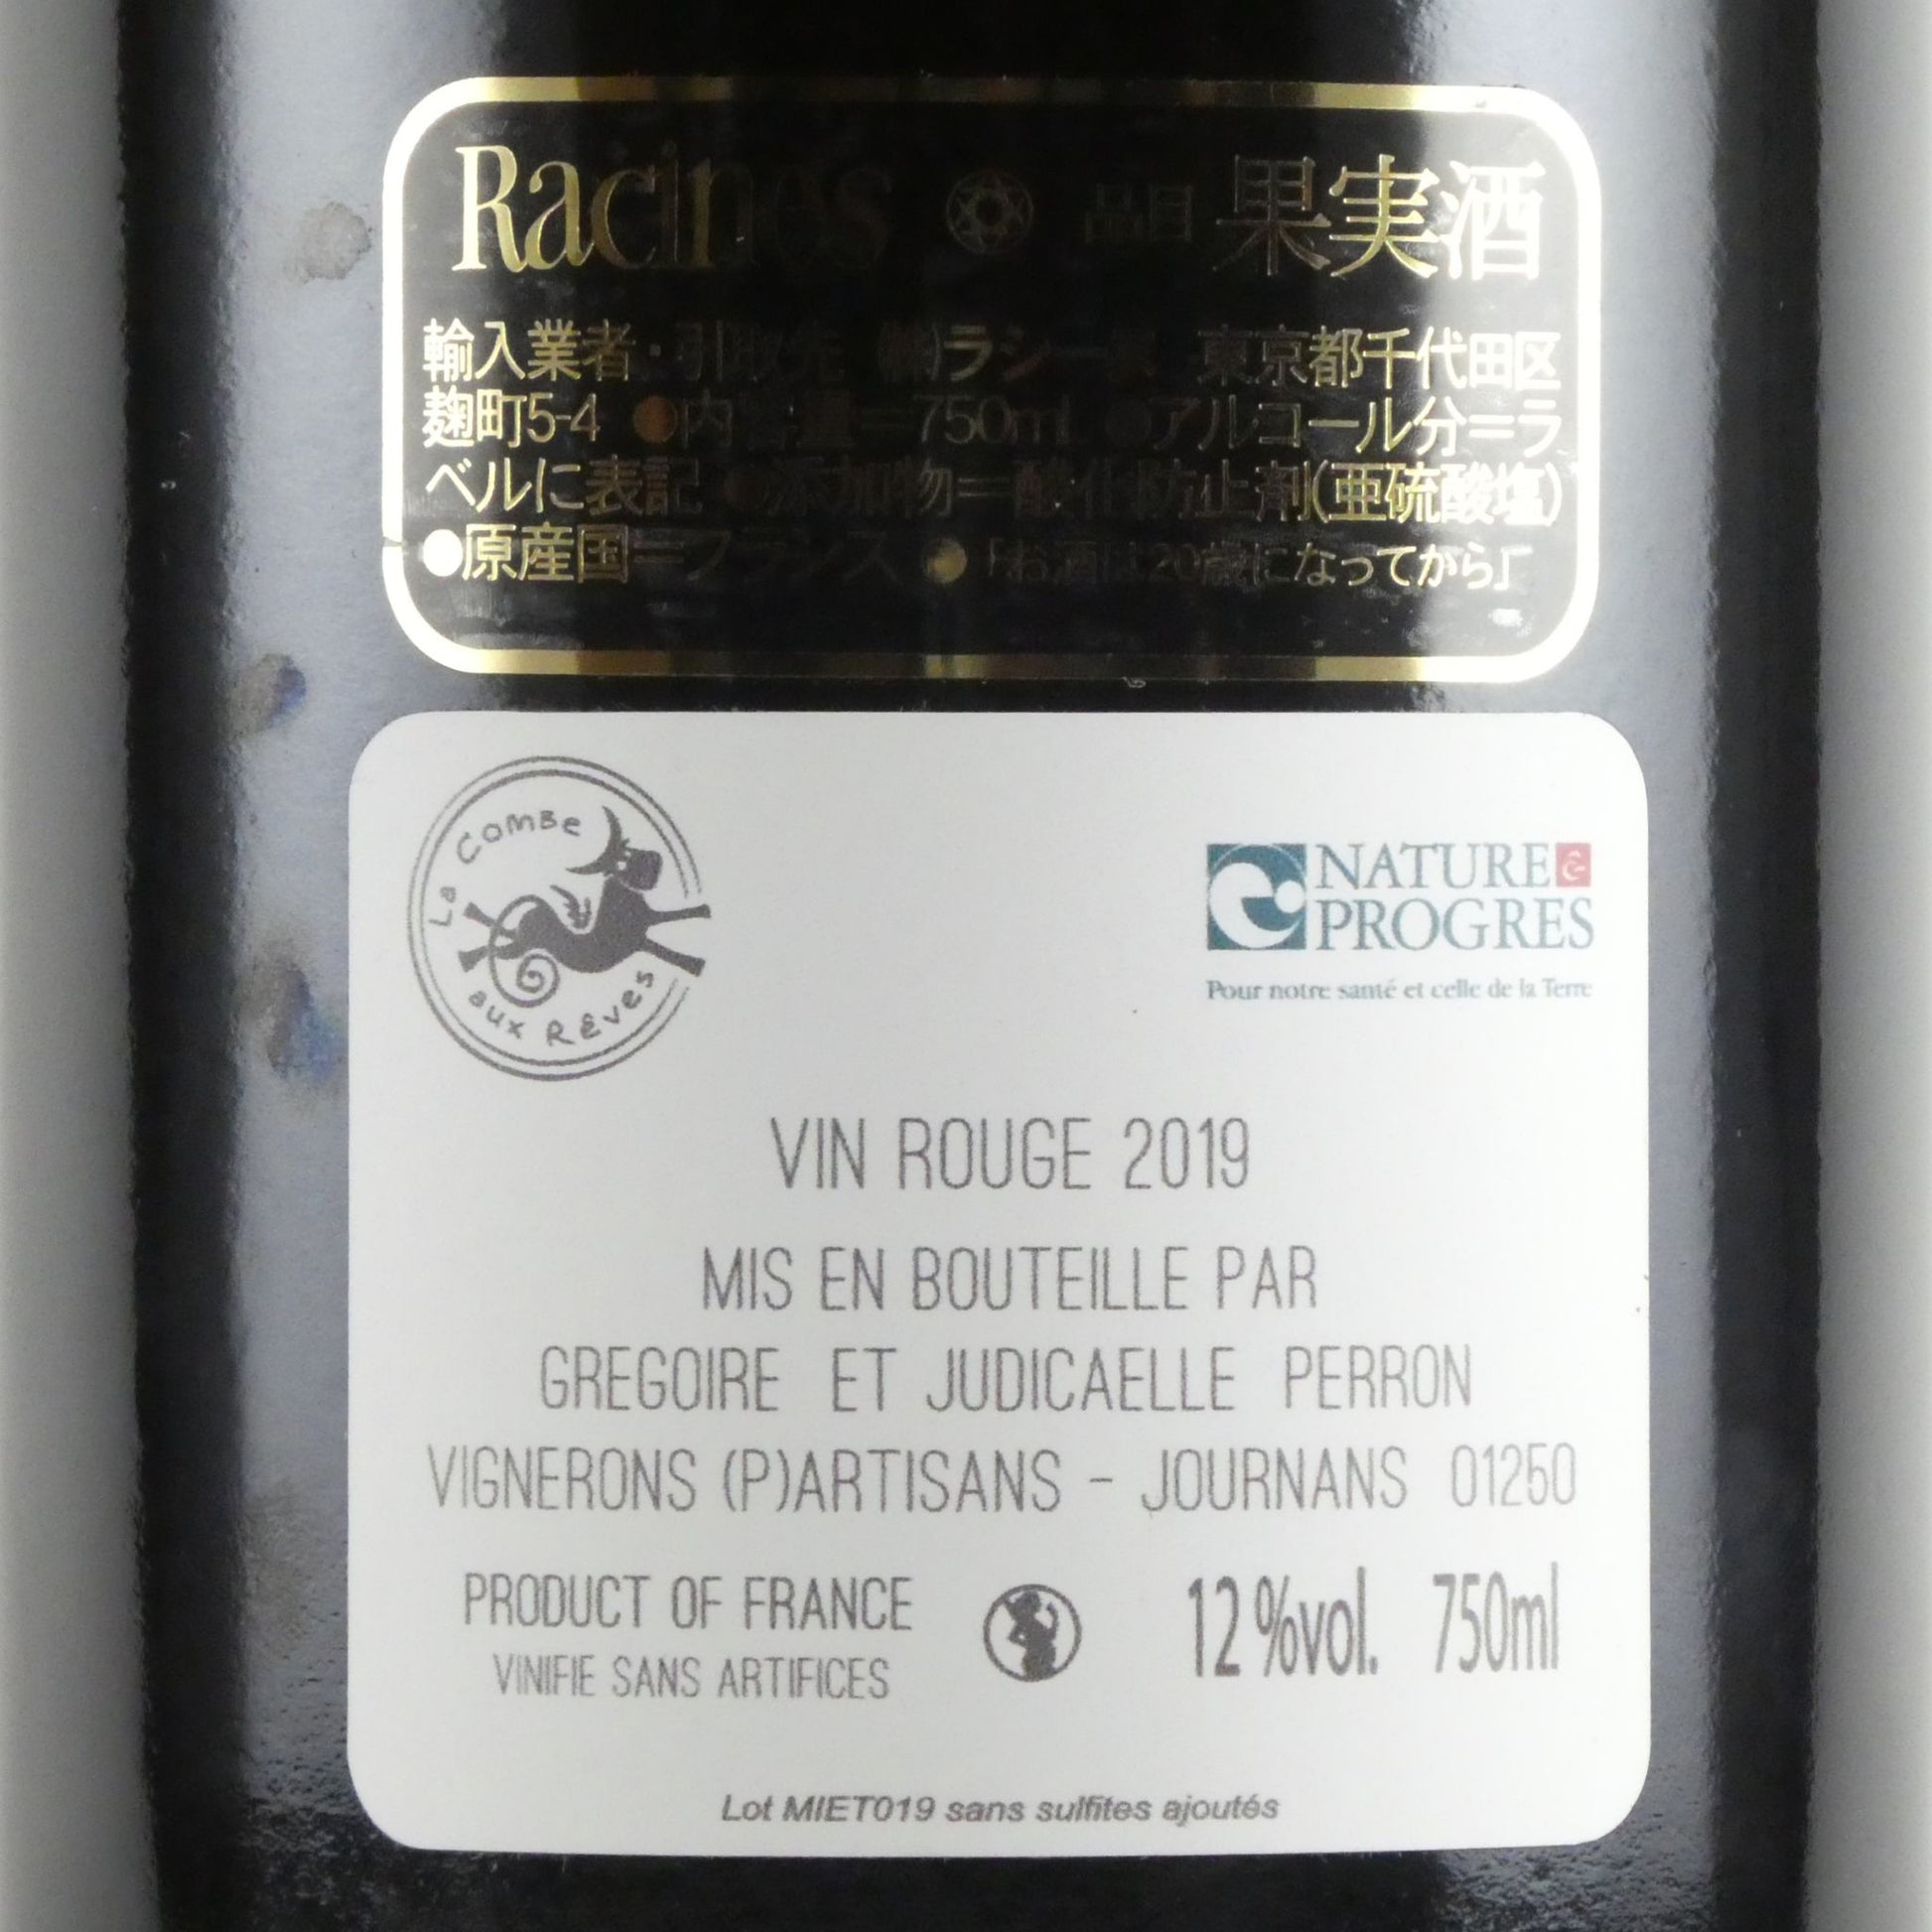 Racines 品目 果実酒
輸入業者・引取先 ㈱ラシーヌ 東京都千代田区
麹町5-4 ●内容量=750ml ●アルコール分=ラ
ベルに表記 ●添加物=酸化防止剤(亜硫酸塩)
●原産国=フランス ●「お酒は20歳になってから」
La Combe aux Rêves
NATURE &
PROGRES
Pour notre santé et celle de la Terre
VIN ROUGE 2019
MIS EN BOUTEILLE PAR
GREGOIRE ET JUDICAELLE PERRON
VIGNERONS (P)ARTISANS - JOURNANS 01250
PRODUCT OF FRANCE 12%vol. 750ml
VINIFIE SANS ARTIFICES
Lot MIET019 sans sulfites ajoutés